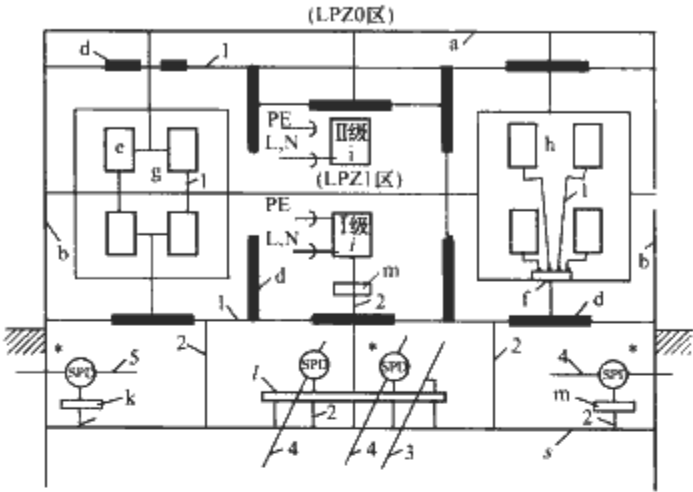 (LPZ0区)
a
d
1
PE
L,N
II级
i
e
g
1
h
1
(LPZ1区)
PE
L,N
I级
i
b
b
d
m
f
2
d
1
2
2
*
5
SPD
k
l
SPD
*
SPD
2
4
4
3
4
*
SPD
m
2
s